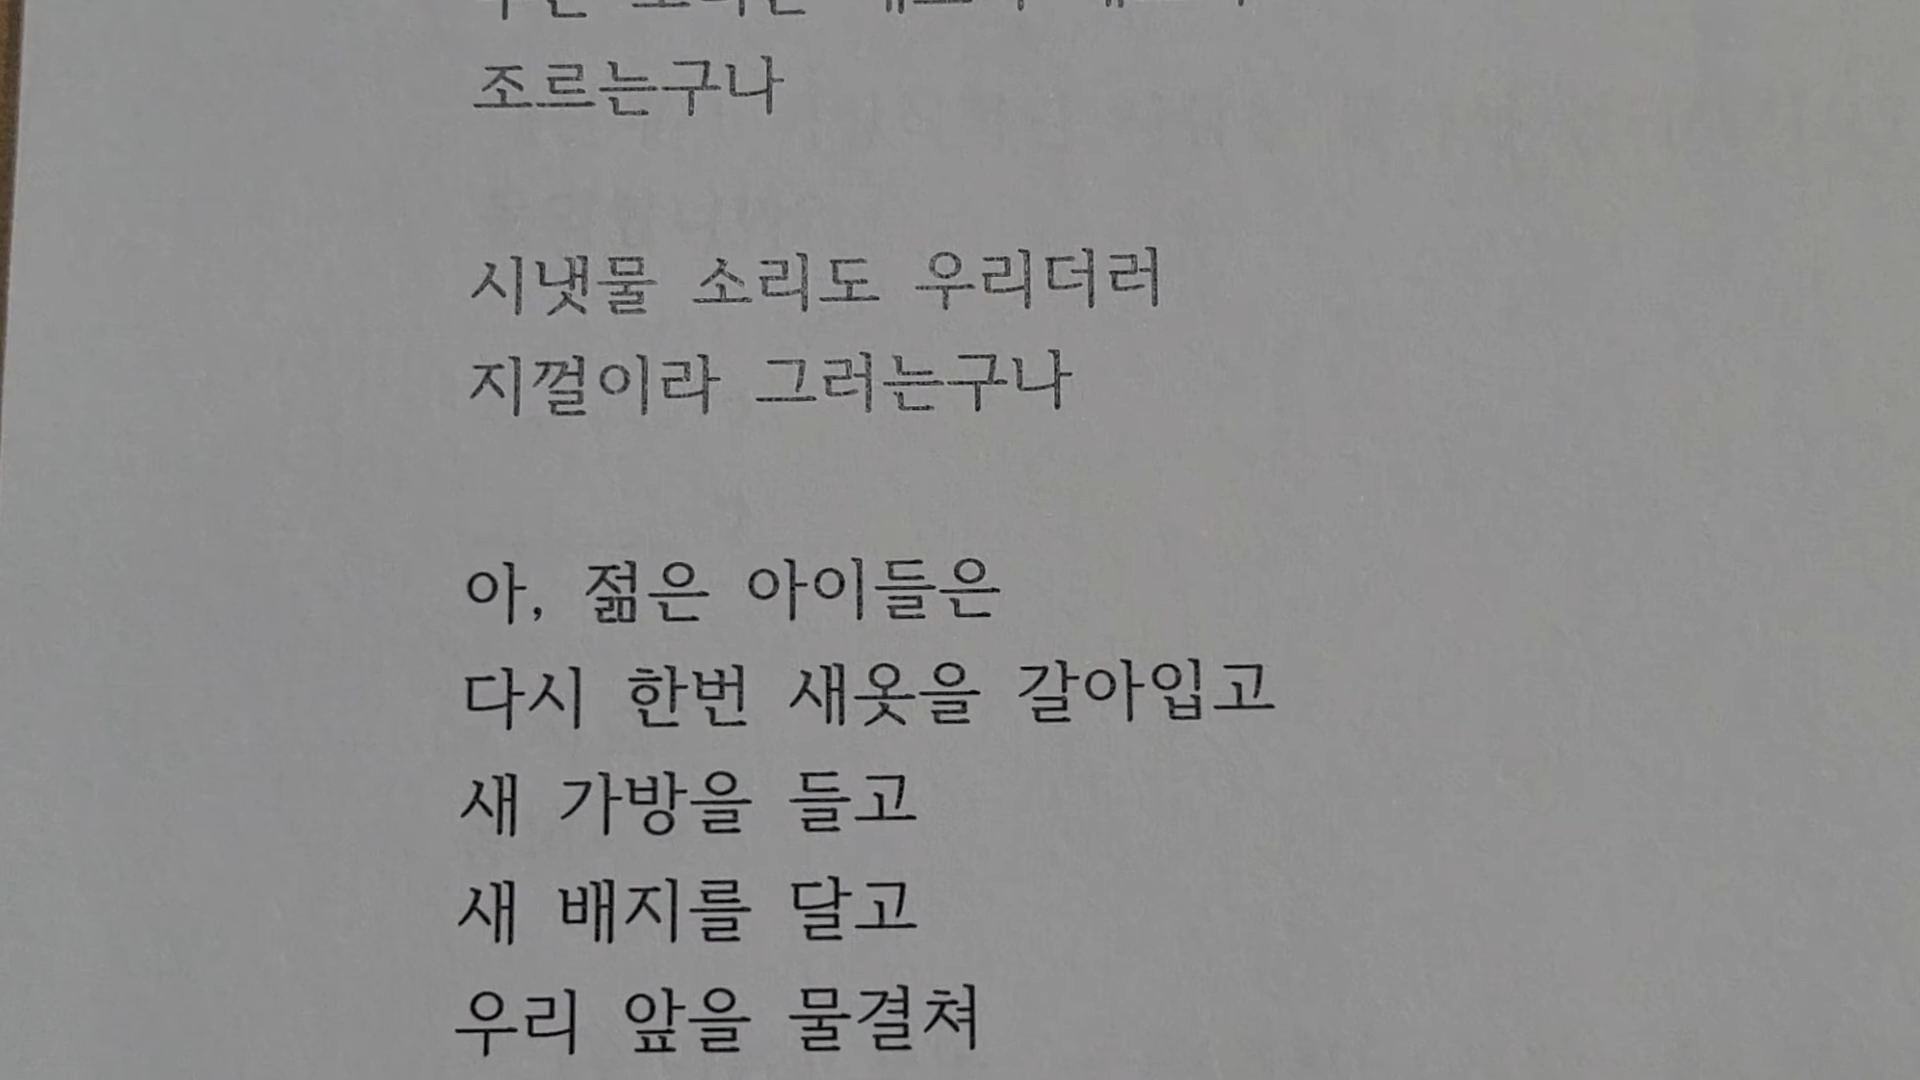 조르는구나
시냇물 소리도 우리더러
지껄이라 그러는구나
아, 젊은 아이들은
다시 한번 새옷을 갈아입고
새 가방을 들고
새 배지를 달고
우리 앞을 물결쳐